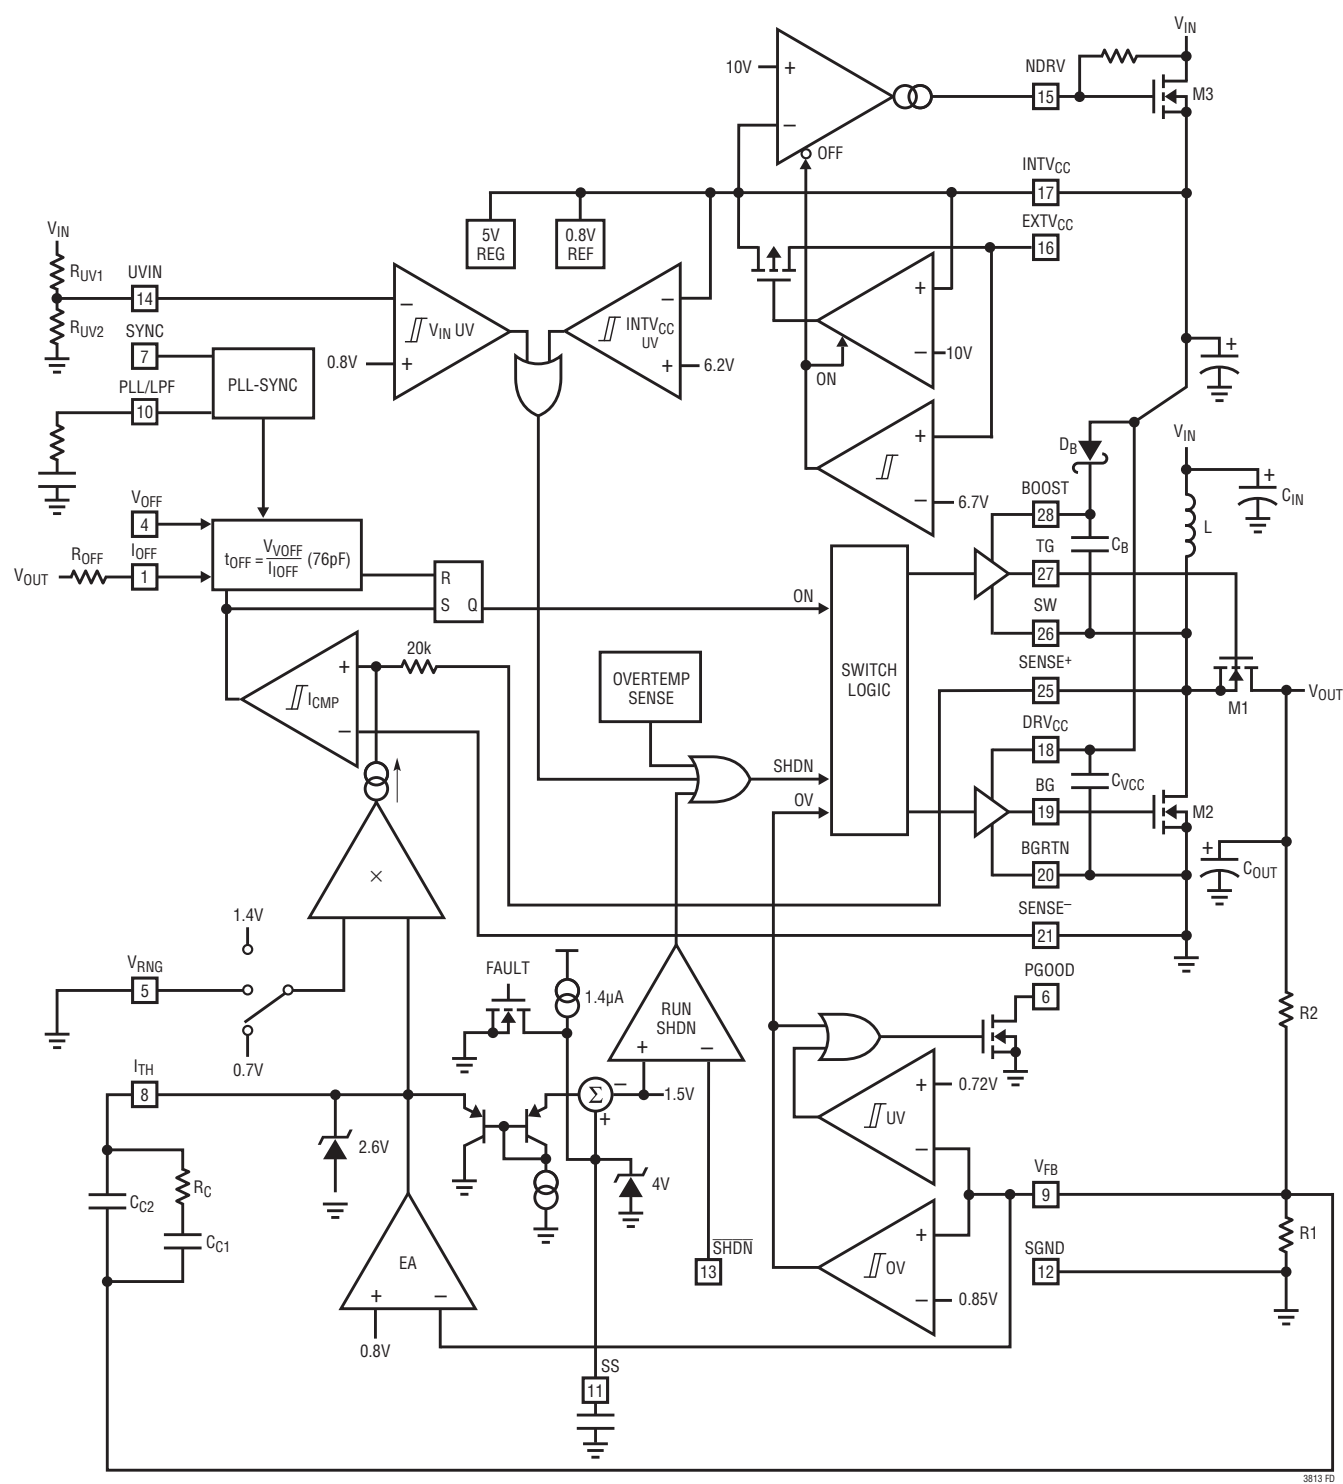 VIN
10V
+
NDRV
15
M3
−
OFF
INTVCC
17
EXTVCC
16
5V
REG
0.8V
REF
VIN
RUV1
UVIN
14
RUV2
SYNC
7
PLL/LPF
10
PLL-SYNC
−
VIN UV
0.8V
+
−
INTVCC
UV
+
6.2V
+
−
10V
ON
+
−
6.7V
+
DB
VIN
+
CIN
L
BOOST
28
CB
TG
27
SW
26
SENSE+
25
M1
VOUT
DRVCC
18
CVCC
BG
19
M2
BGRTN
20
+
COUT
SENSE−
21
VOFF
4
ROFF
IOFF
VOUT
1
tOFF = VVOFF/IIOFF (76pF)
R
S Q
ON
20k
+
ICMP
−
OVERTEMP
SENSE
SWITCH
LOGIC
SHDN
OV
×
1.4V
VRNG
5
0.7V
FAULT
1.4µA
RUN
SHDN
+ −
PGOOD
6
R2
ITH
8
2.6V
Σ
−
+
1.5V
4V
+
0.72V
UV
−
VFB
9
RC
CC2
CC1
EA
+ −
0.8V
SHDN
13
+
OV
−
0.85V
SGND
12
R1
SS
11
3813 FD